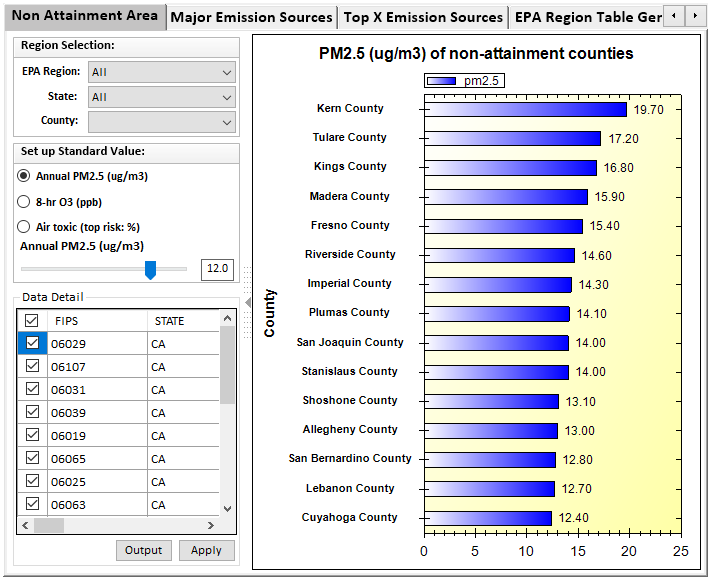 Non Attainment Area
Major Emission Sources
Top X Emission Sources
EPA Region Table Ger
Region Selection:
EPA Region: All
State: All
County:
Set up Standard Value:
Annual PM2.5 (ug/m3)
8-hr O3 (ppb)
Air toxic (top risk: %)
Annual PM2.5 (ug/m3)
12.0
Data Detail
FIPS STATE
06029 CA
06107 CA
06031 CA
06039 CA
06019 CA
06065 CA
06025 CA
06063 CA
Output Apply
PM2.5 (ug/m3) of non-attainment counties
pm2.5
County
Kern County 19.70
Tulare County 17.20
Kings County 16.80
Madera County 15.90
Fresno County 15.40
Riverside County 14.60
Imperial County 14.30
Plumas County 14.10
San Joaquin County 14.00
Stanislaus County 14.00
Shoshone County 13.10
Allegheny County 13.00
San Bernardino County 12.80
Lebanon County 12.70
Cuyahoga County 12.40
0 5 10 15 20 25